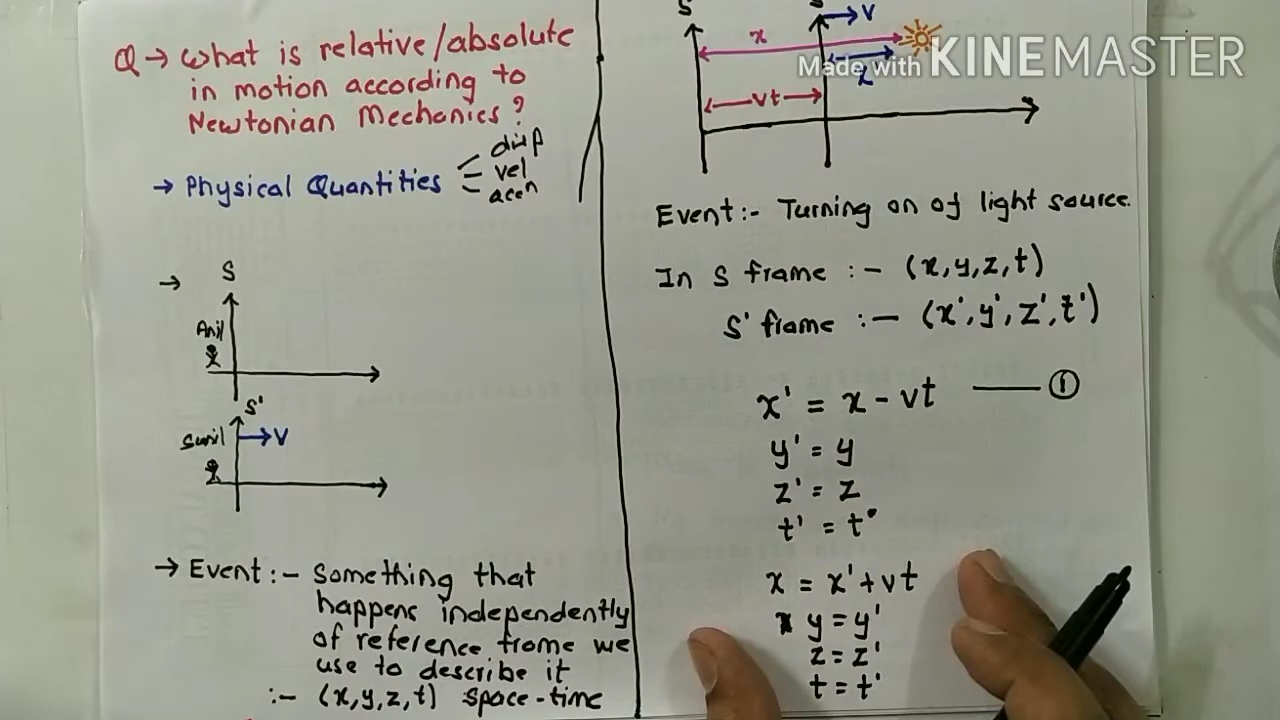 Q → What is relative/absolute
in motion according to
Newtonian Mechanics?
→ Physical Quantities
disp
vel
accn
→ S
Anil
S'
Sunil → V
→ Event :- Something that
happens independently
of reference frame we
use to describe it
:- (x,y,z,t) space-time
S
→ V
x
Made with KINEMASTER
vt
Event:- Turning on of light source.
In S frame :- (x,y,z,t)
S' frame :- (x',y',z',t')
x' = x - vt —— ①
y' = y
z' = z
t' = t
x = x' + vt
y = y'
z = z'
t = t'